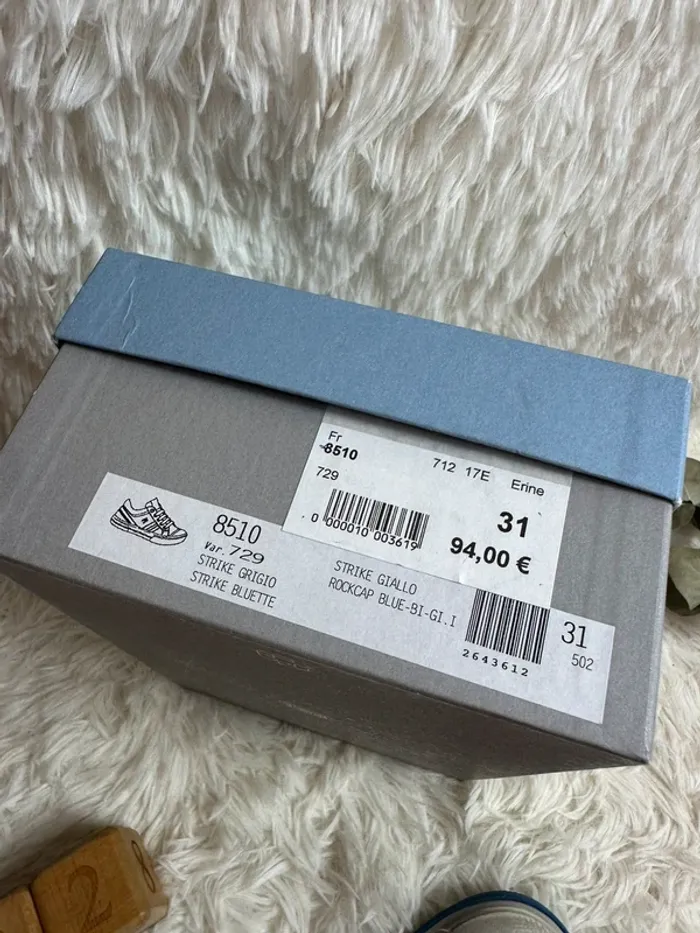 Fr
8510
712 17E Erine
729
31
0 000010 003619
94,00 €
8510
Var. 729
STRIKE GRIGIO
STRIKE BLUETTE
STRIKE GIALLO
ROCKCAP BLUE-BI-GI.I
2643612
31
502
2